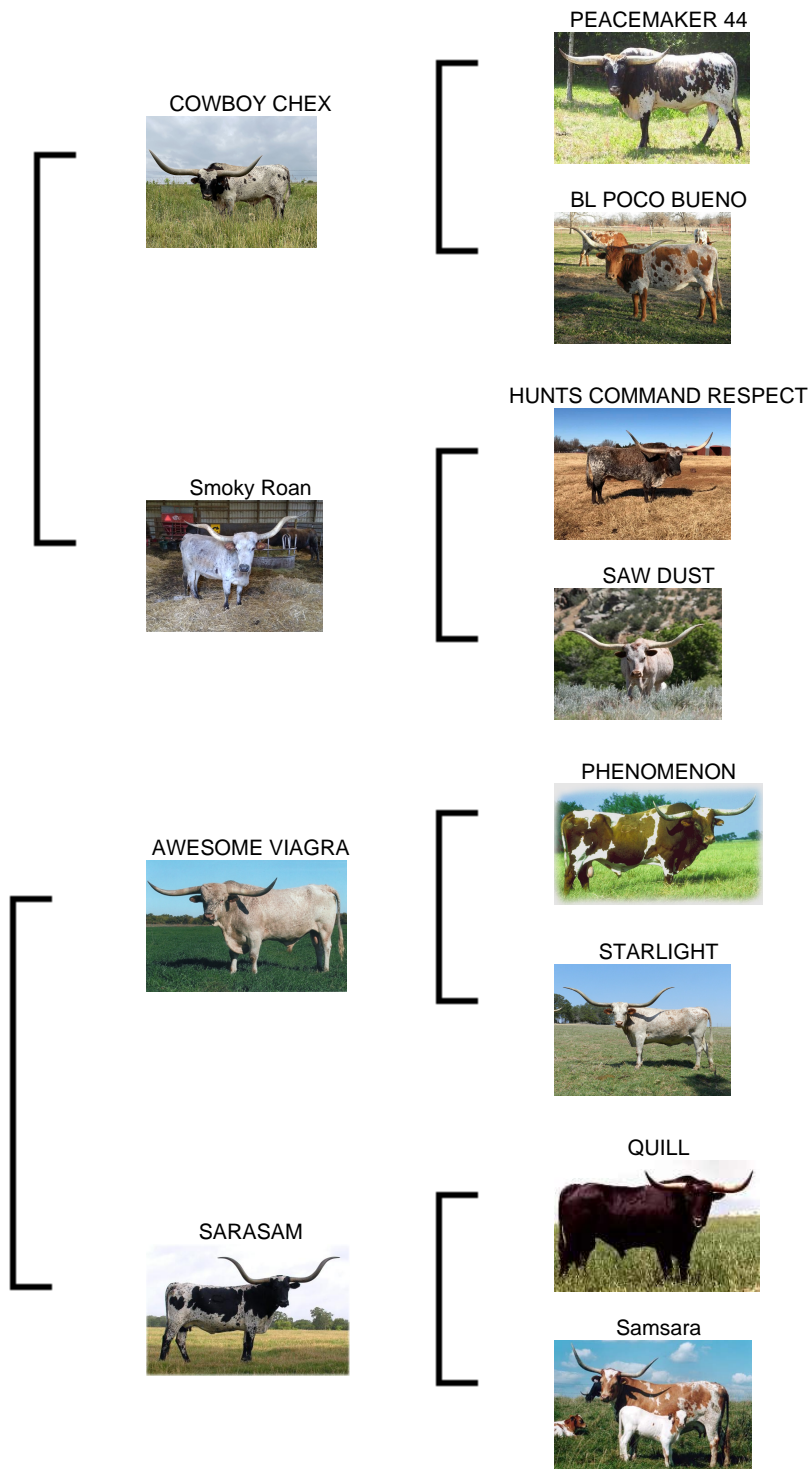 PEACEMAKER 44
COWBOY CHEX
BL POCO BUENO
HUNTS COMMAND RESPECT
Smoky Roan
SAW DUST
PHENOMENON
AWESOME VIAGRA
STARLIGHT
QUILL
SARASAM
Samsara